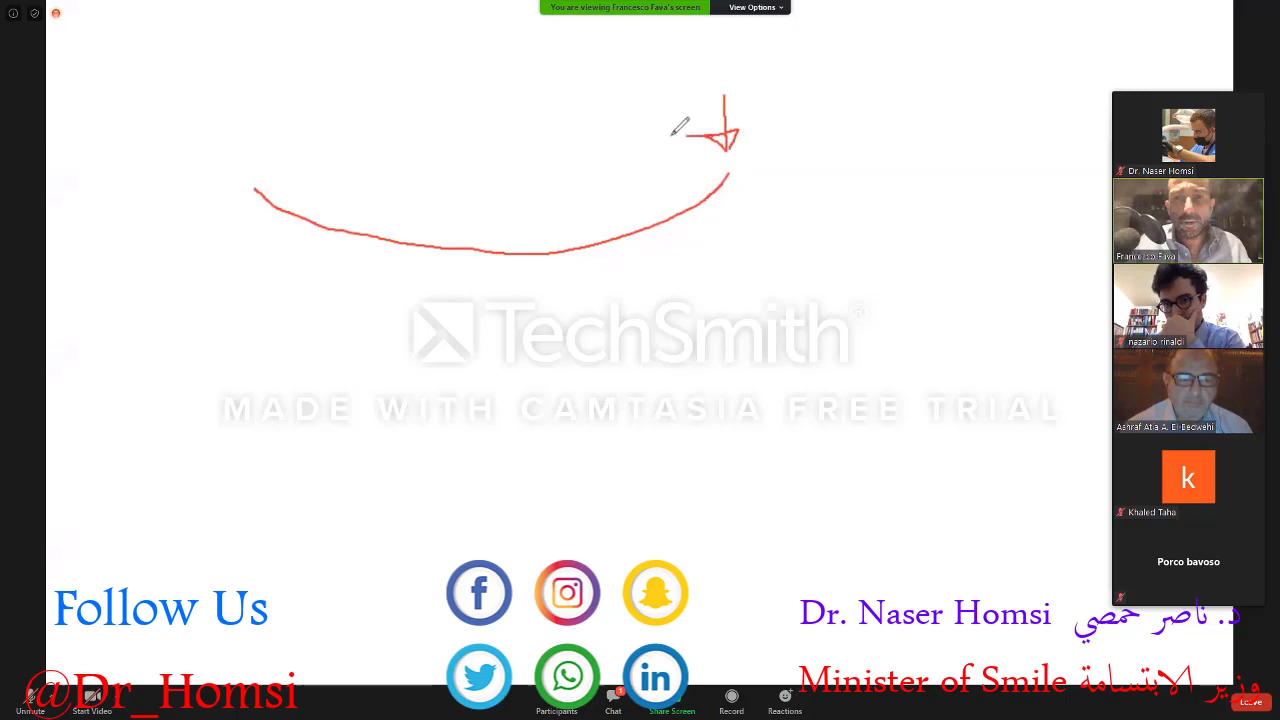 You are viewing Francesco Fava's screen
View Options
Dr. Naser Homsi
Francesco Fava
nazario rinaldi
TechSmith®
MADE WITH CAMTASIA FREE TRIAL
Ashraf Atia A. El-Bedwehi
k
Khaled Taha
Porco bavoso
Follow Us
Dr. Naser Homsi د. ناصر حمصي
@Dr_Homsi
Minister of Smile وزير الابتسامة
Unmute
Start Video
Participants
Chat
1
Share Screen
Record
Reactions
Leave